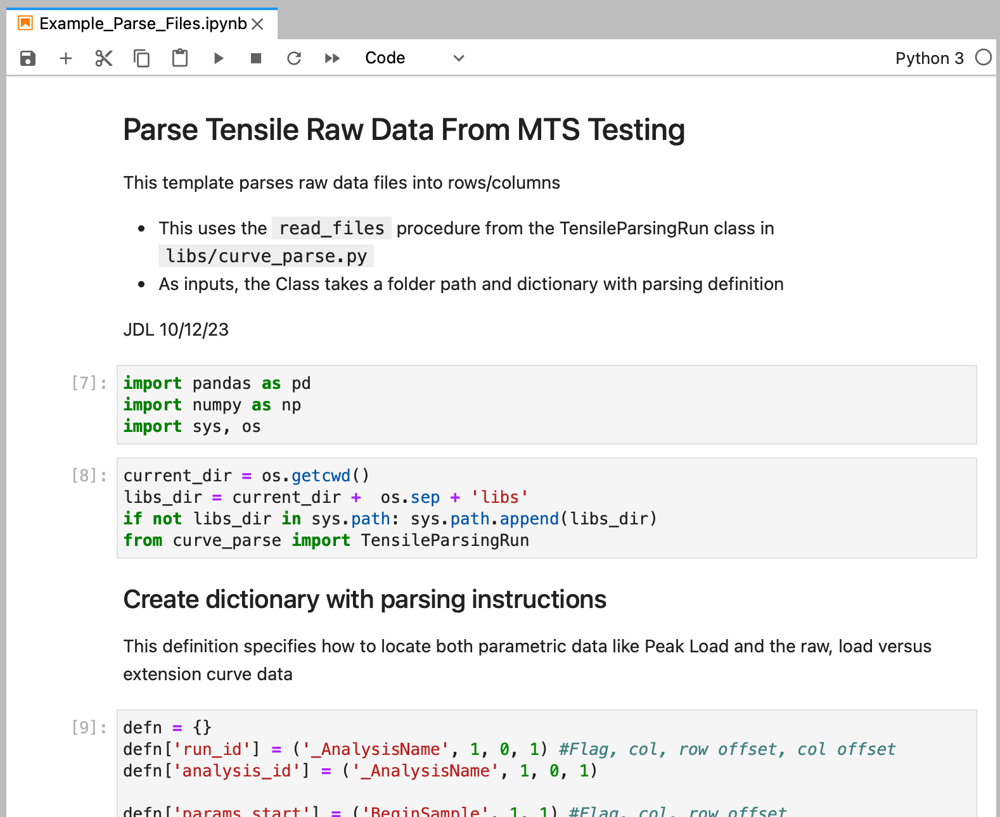 Example_Parse_Files.ipynb
Code
Python 3
Parse Tensile Raw Data From MTS Testing
This template parses raw data files into rows/columns
• This uses the read_files procedure from the TensileParsingRun class in
libs/curve_parse.py
• As inputs, the Class takes a folder path and dictionary with parsing definition
JDL 10/12/23
[7]:
import pandas as pd
import numpy as np
import sys, os
[8]:
current_dir = os.getcwd()
libs_dir = current_dir +  os.sep + 'libs'
if not libs_dir in sys.path: sys.path.append(libs_dir)
from curve_parse import TensileParsingRun
Create dictionary with parsing instructions
This definition specifies how to locate both parametric data like Peak Load and the raw, load versus
extension curve data
[9]:
defn = {}
defn['run_id'] = ('_AnalysisName', 1, 0, 1) #Flag, col, row offset, col offset
defn['analysis_id'] = ('_AnalysisName', 1, 0, 1)
defn['params_start'] = ('BeginSample', 1, 1) #Flag, col, row offset